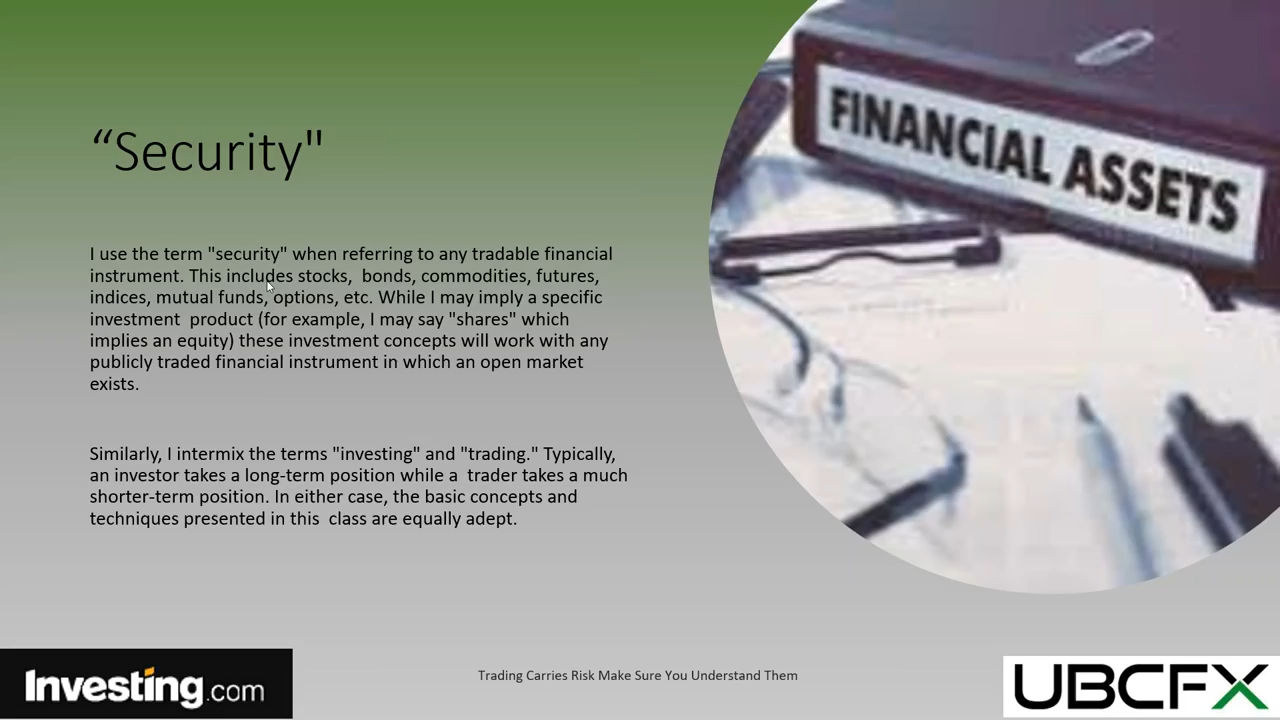 “Security"
FINANCIAL ASSETS
I use the term "security" when referring to any tradable financial
instrument. This includes stocks,  bonds, commodities, futures,
indices, mutual funds, options, etc. While I may imply a specific
investment  product (for example, I may say "shares" which
implies an equity) these investment concepts will work with any
publicly traded financial instrument in which an open market
exists.
Similarly, I intermix the terms "investing" and "trading." Typically,
an investor takes a long-term position while a  trader takes a much
shorter-term position. In either case, the basic concepts and
techniques presented in this  class are equally adept.
Investing.com
Trading Carries Risk Make Sure You Understand Them
UBCFX